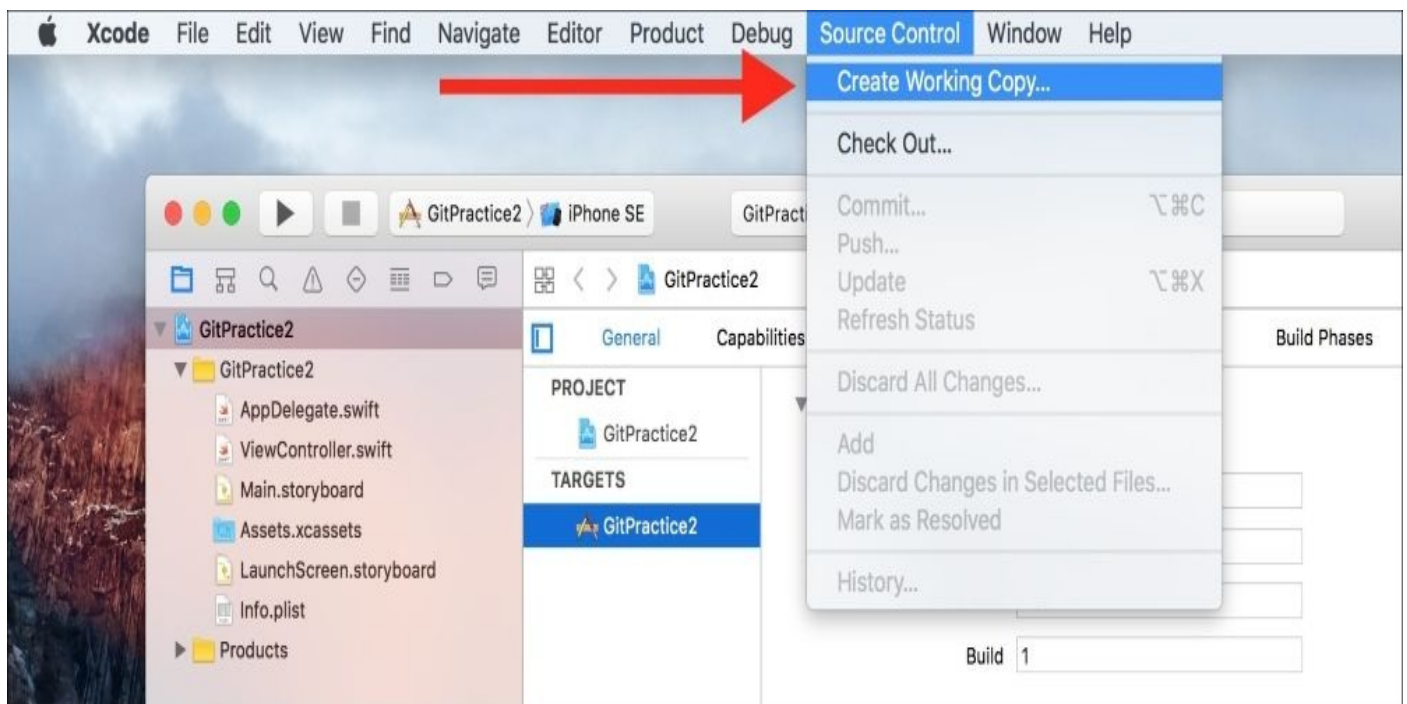 Xcode File Edit View Find Navigate Editor Product Debug Source Control Window Help
Create Working Copy...
Check Out...
Commit... ⌥⌘C
Push...
Update ⌥⌘X
Refresh Status
Discard All Changes...
Add
Discard Changes in Selected Files...
Mark as Resolved
History...
GitPractice2 iPhone SE GitPracti
GitPractice2
General Capabilities Build Phases
GitPractice2
GitPractice2
AppDelegate.swift
ViewController.swift
Main.storyboard
Assets.xcassets
LaunchScreen.storyboard
Info.plist
Products
PROJECT
GitPractice2
TARGETS
GitPractice2
Build 1